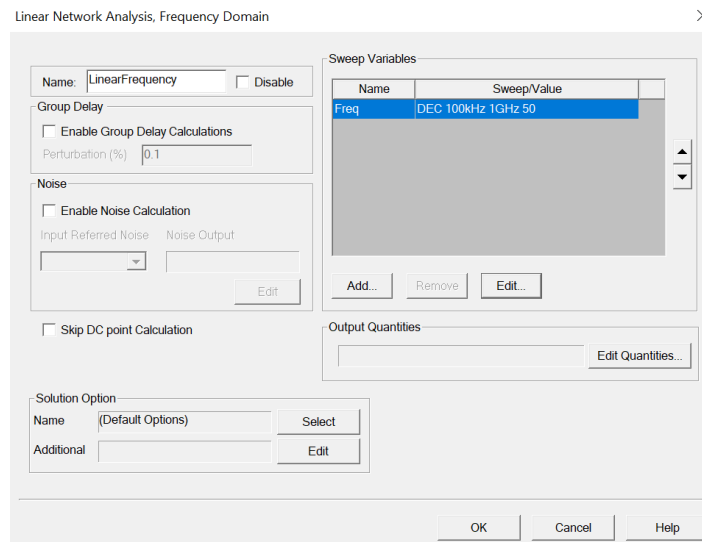 Linear Network Analysis, Frequency Domain
Name: LinearFrequency Disable
Group Delay
Enable Group Delay Calculations
Perturbation (%) 0.1
Noise
Enable Noise Calculation
Input Referred Noise Noise Output
Edit
Skip DC point Calculation
Sweep Variables
Name Sweep/Value
Freq DEC 100kHz 1GHz 50
Add... Remove Edit...
Output Quantities
Edit Quantities...
Solution Option
Name (Default Options) Select
Additional Edit
OK Cancel Help